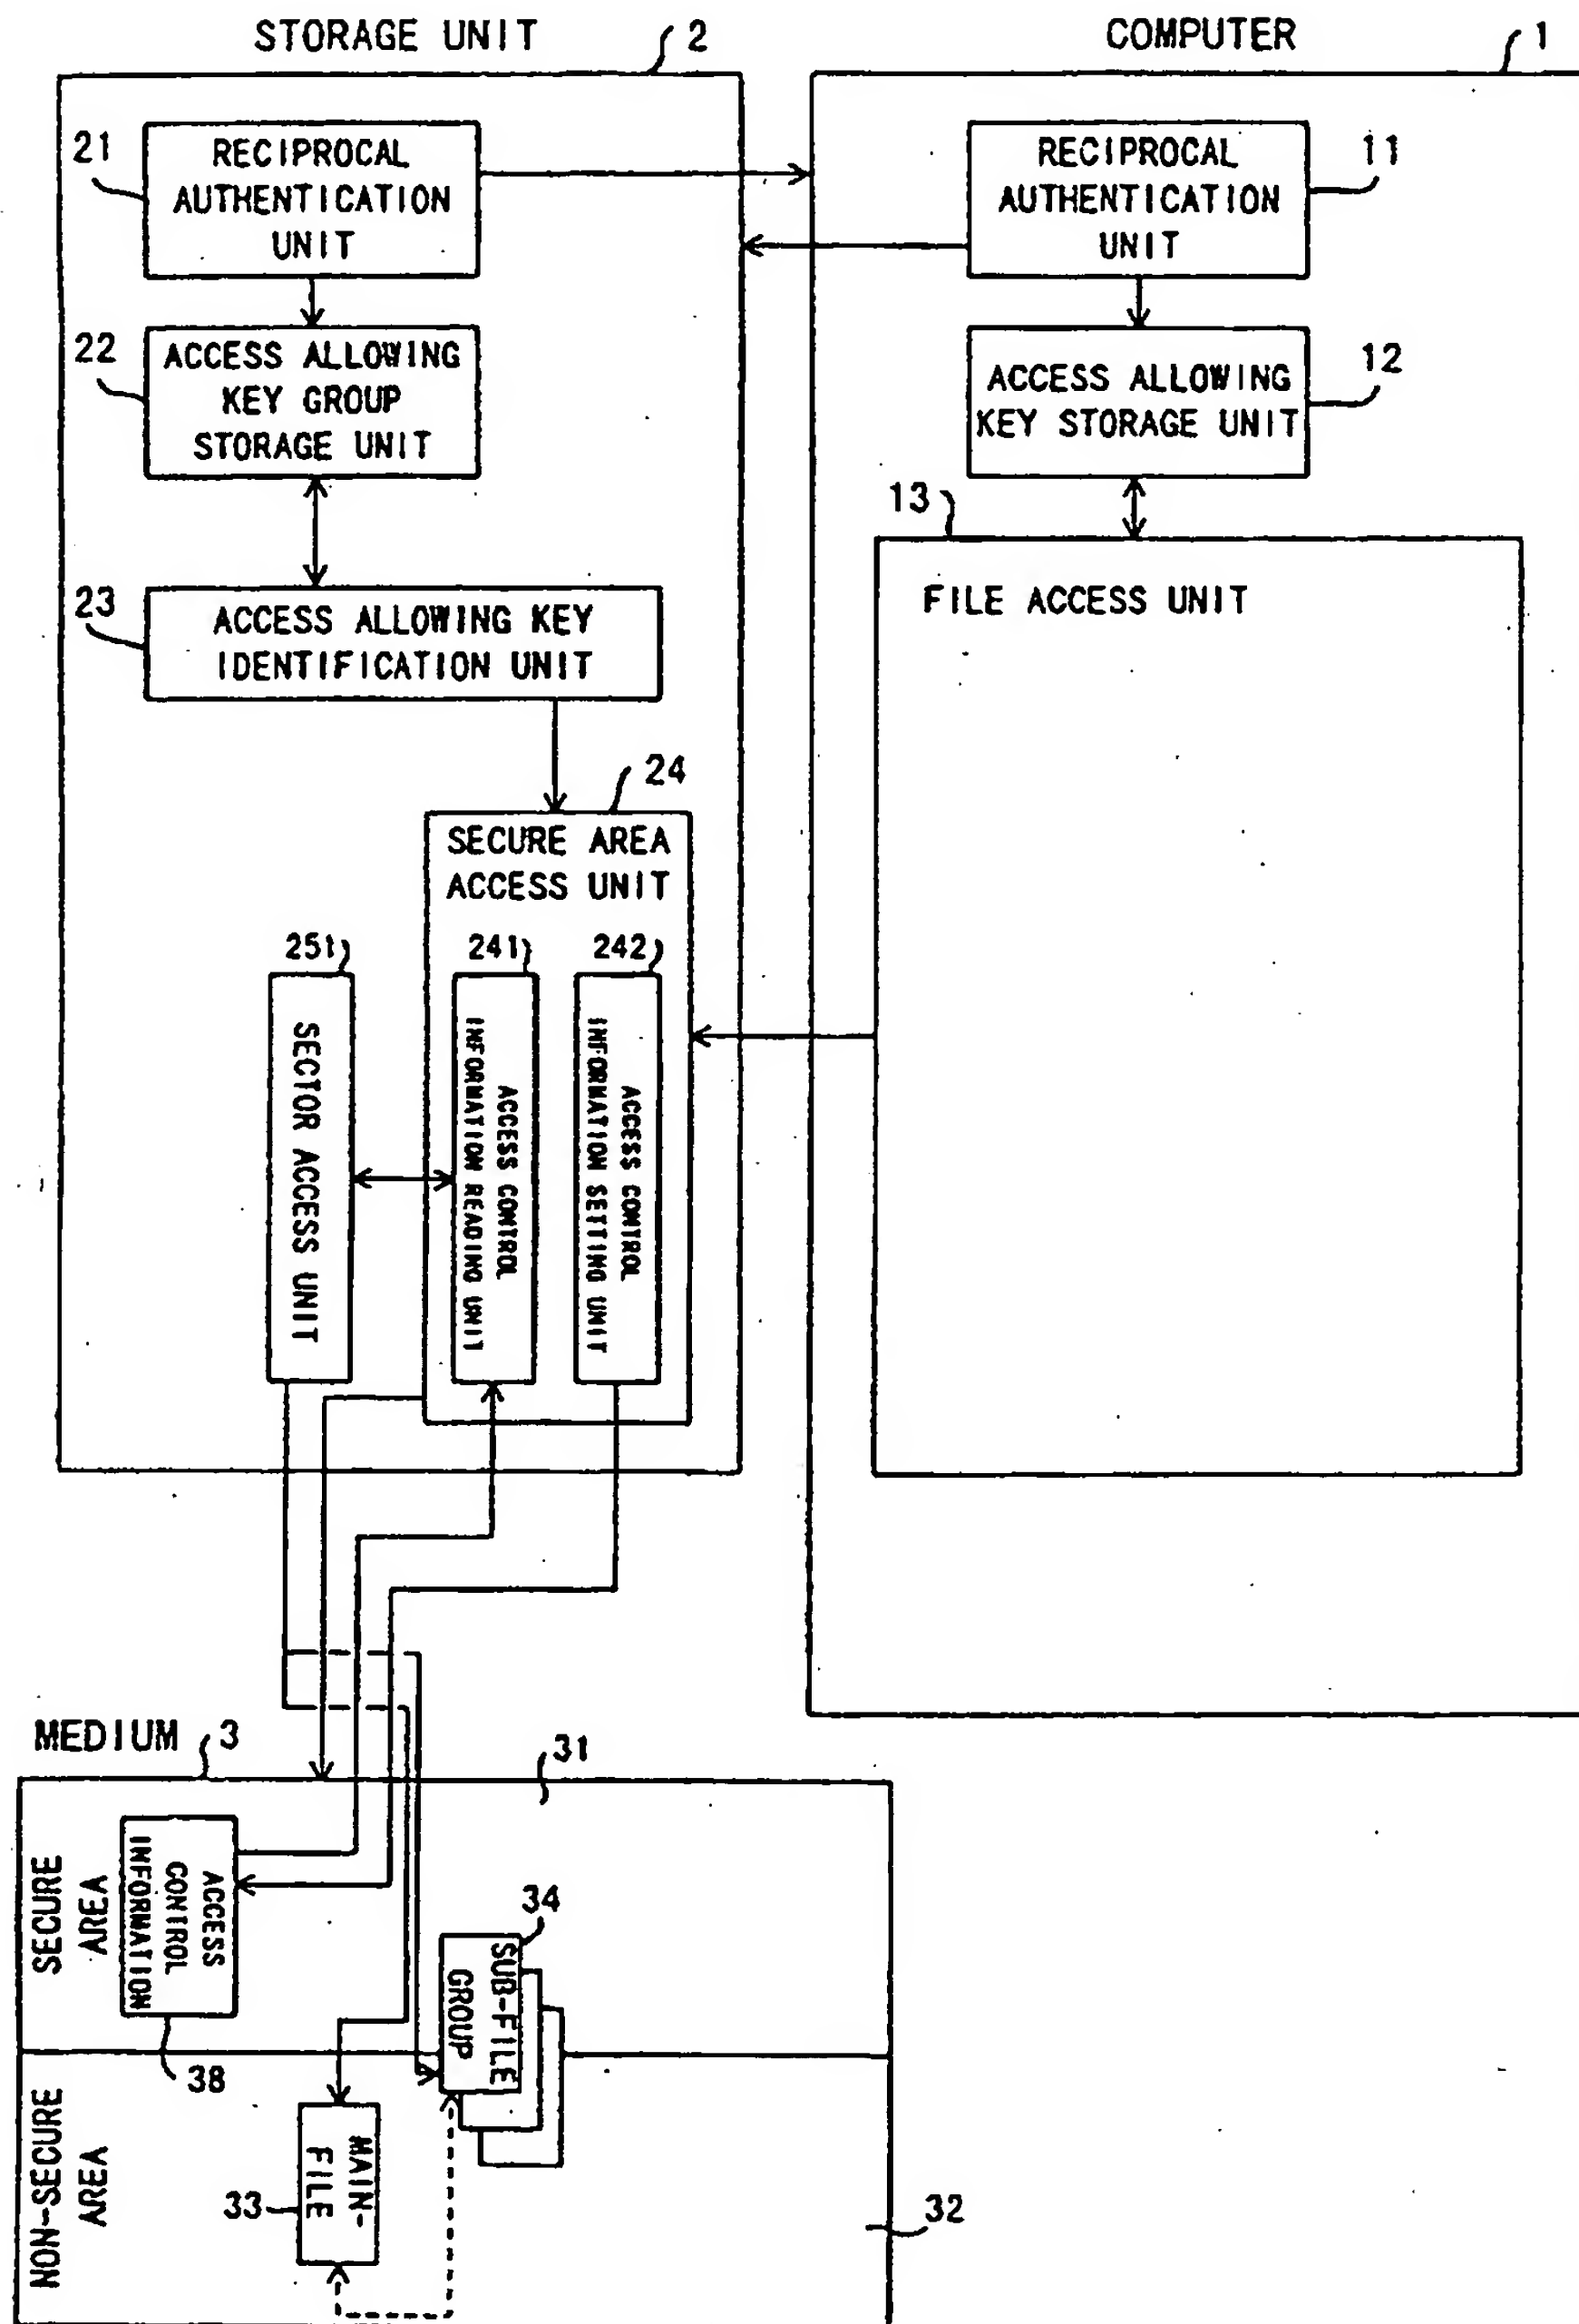 STORAGE UNIT
2
COMPUTER
1
21
RECIPROCAL
AUTHENTICATION
UNIT
RECIPROCAL
AUTHENTICATION
UNIT
11
22
ACCESS ALLOWING
KEY GROUP
STORAGE UNIT
ACCESS ALLOWING
KEY STORAGE UNIT
12
13
FILE ACCESS UNIT
23
ACCESS ALLOWING KEY
IDENTIFICATION UNIT
24
SECURE AREA
ACCESS UNIT
251
241
242
SECTOR ACCESS UNIT
ACCESS CONTROL
INFORMATION READING UNIT
ACCESS CONTROL
INFORMATION SETTING UNIT
MEDIUM
3
31
SECURE
AREA
ACCESS
CONTROL
INFORMATION
38
34
SUB-FILE
GROUP
NON-SECURE
AREA
33
MAIN-
FILE
32